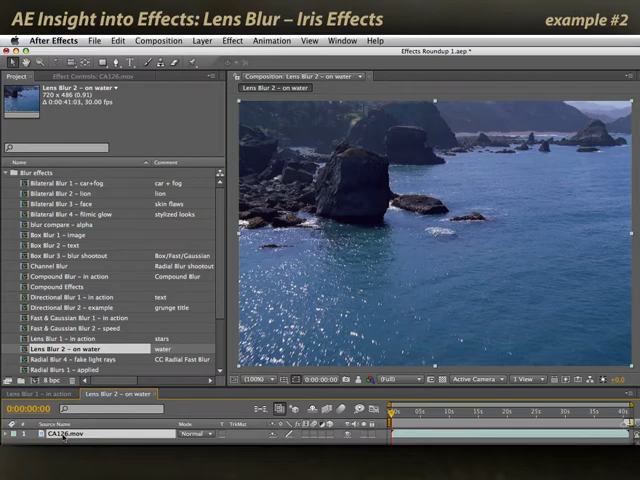 AE Insight into Effects: Lens Blur – Iris Effects
example #2
After Effects File Edit Composition Layer Effect Animation View Window Help
Effects Roundup 1.aep *
Project Effect Controls: CA126.mov
Composition: Lens Blur 2 – on water
Lens Blur 2 – on water
Lens Blur 2 – on water
720 x 486 (0.91)
Δ 0:00:41:03, 30.00 fps
Name Comment
Blur effects
Bilateral Blur 1 – car+fog car + fog
Bilateral Blur 2 – lion lion
Bilateral Blur 3 – face skin flaws
Bilateral Blur 4 – filmic glow stylized looks
blur compare – alpha
Box Blur 1 – image
Box Blur 2 – text
Box Blur 3 – blur shootout Box/Fast/Gaussian
Channel Blur Radial Blur shootout
Compound Blur – in action Compound Blur
Compound Effects
Directional Blur 1 – in action text
Directional Blur 2 – example grunge title
Fast & Gaussian Blur 1 – in action
Fast & Gaussian Blur 2 – speed
Lens Blur 1 – in action stars
Lens Blur 2 – on water water
Radial Blur 4 – fake light rays CC Radial Fast Blur
Radial Blurs 1 – applied
8 bpc
(100%) 0:00:00:00 (Full) Active Camera 1 View +0.0
Lens Blur 1 – in action Lens Blur 2 – on water
0:00:00:00
05s 10s 15s 20s 25s 30s 35s 40s
# Source Name Mode T TrkMat
1 CA126.mov Normal